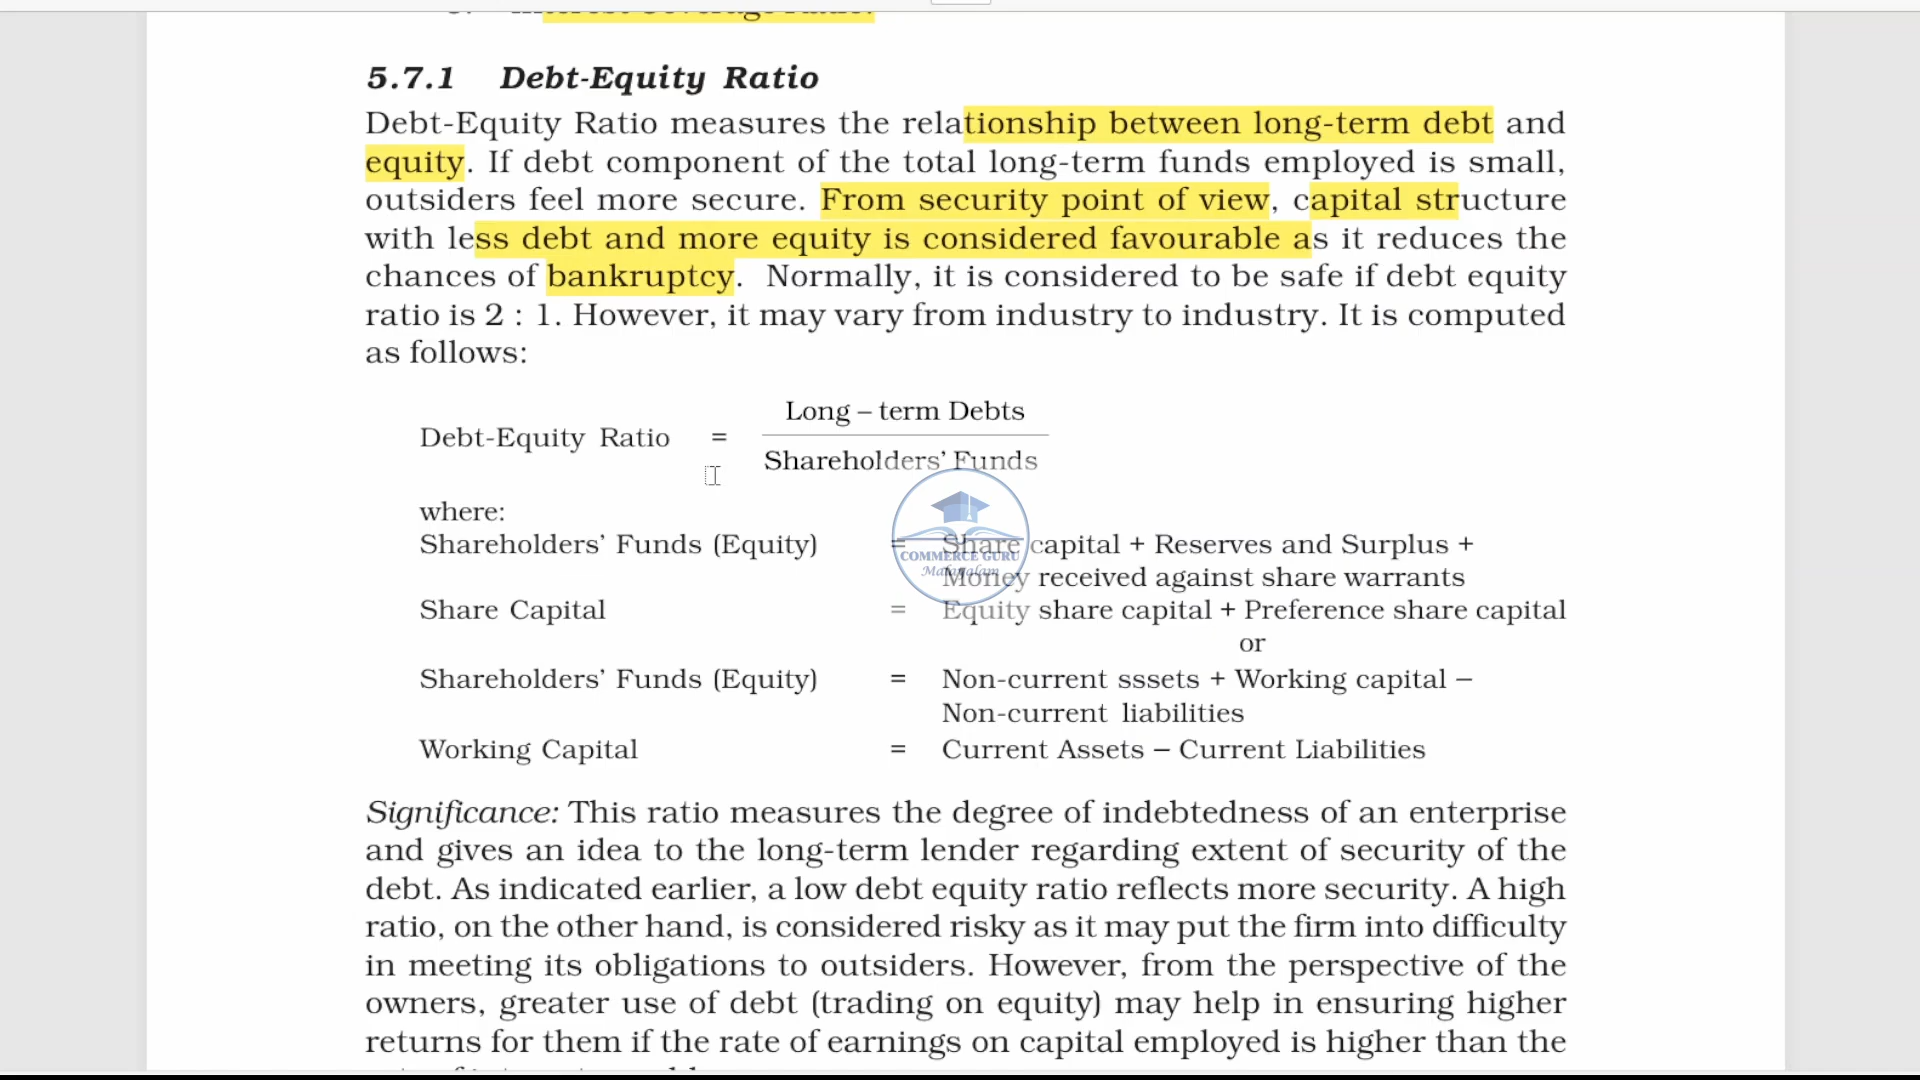 Interest Coverage Ratio.
5.7.1 Debt-Equity Ratio
Debt-Equity Ratio measures the relationship between long-term debt and
equity. If debt component of the total long-term funds employed is small,
outsiders feel more secure. From security point of view, capital structure
with less debt and more equity is considered favourable as it reduces the
chances of bankruptcy. Normally, it is considered to be safe if debt equity
ratio is 2 : 1. However, it may vary from industry to industry. It is computed
as follows:
Debt-Equity Ratio = Long – term Debts
Shareholders’ Funds
where:
Shareholders’ Funds (Equity) = Share capital + Reserves and Surplus +
Money received against share warrants
Share Capital = Equity share capital + Preference share capital
or
Shareholders’ Funds (Equity) = Non-current sssets + Working capital –
Non-current liabilities
Working Capital = Current Assets – Current Liabilities
COMMERCE GURU
Malayalam
Significance: This ratio measures the degree of indebtedness of an enterprise
and gives an idea to the long-term lender regarding extent of security of the
debt. As indicated earlier, a low debt equity ratio reflects more security. A high
ratio, on the other hand, is considered risky as it may put the firm into difficulty
in meeting its obligations to outsiders. However, from the perspective of the
owners, greater use of debt (trading on equity) may help in ensuring higher
returns for them if the rate of earnings on capital employed is higher than the